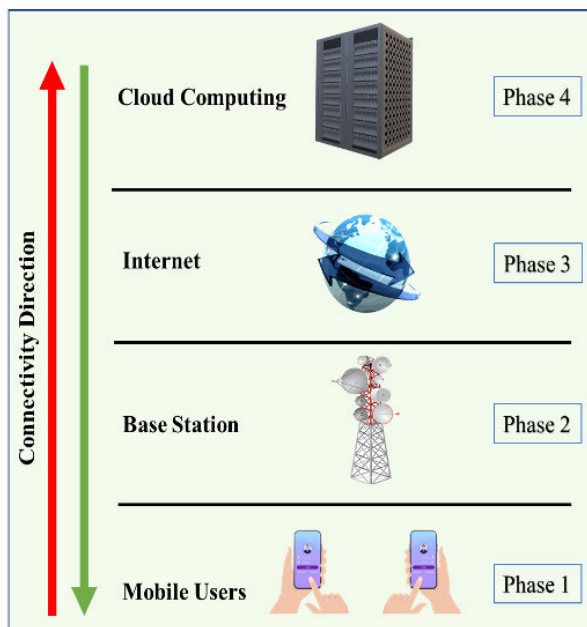 Connectivity Direction
Cloud Computing
Phase 4
Internet
Phase 3
Base Station
Phase 2
Mobile Users
Phase 1